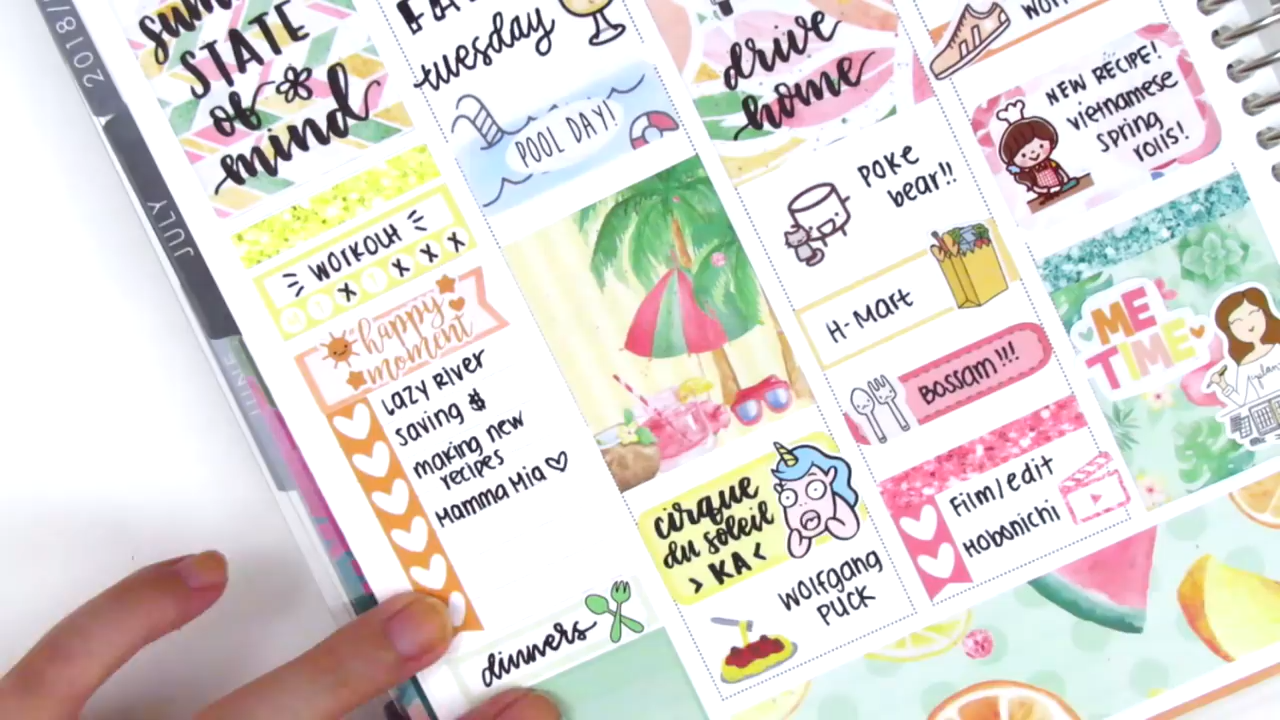 2018/
JULY
JUNE
STATE
of
mind
WORKOUT
x x x x
happy
moment
Lazy River
saving $
making new
recipes
Mamma Mia ♡
dinners
tuesday
POOL DAY!
cirque
du soleil
> KA <
wolfgang
PUCK
drive
home
POKE
bear!!
H-Mart
BOSSAM!!!
Film/edit
Hobonichi
NEW RECIPE!
vietnamese
spring
rolls!
ME
TIME